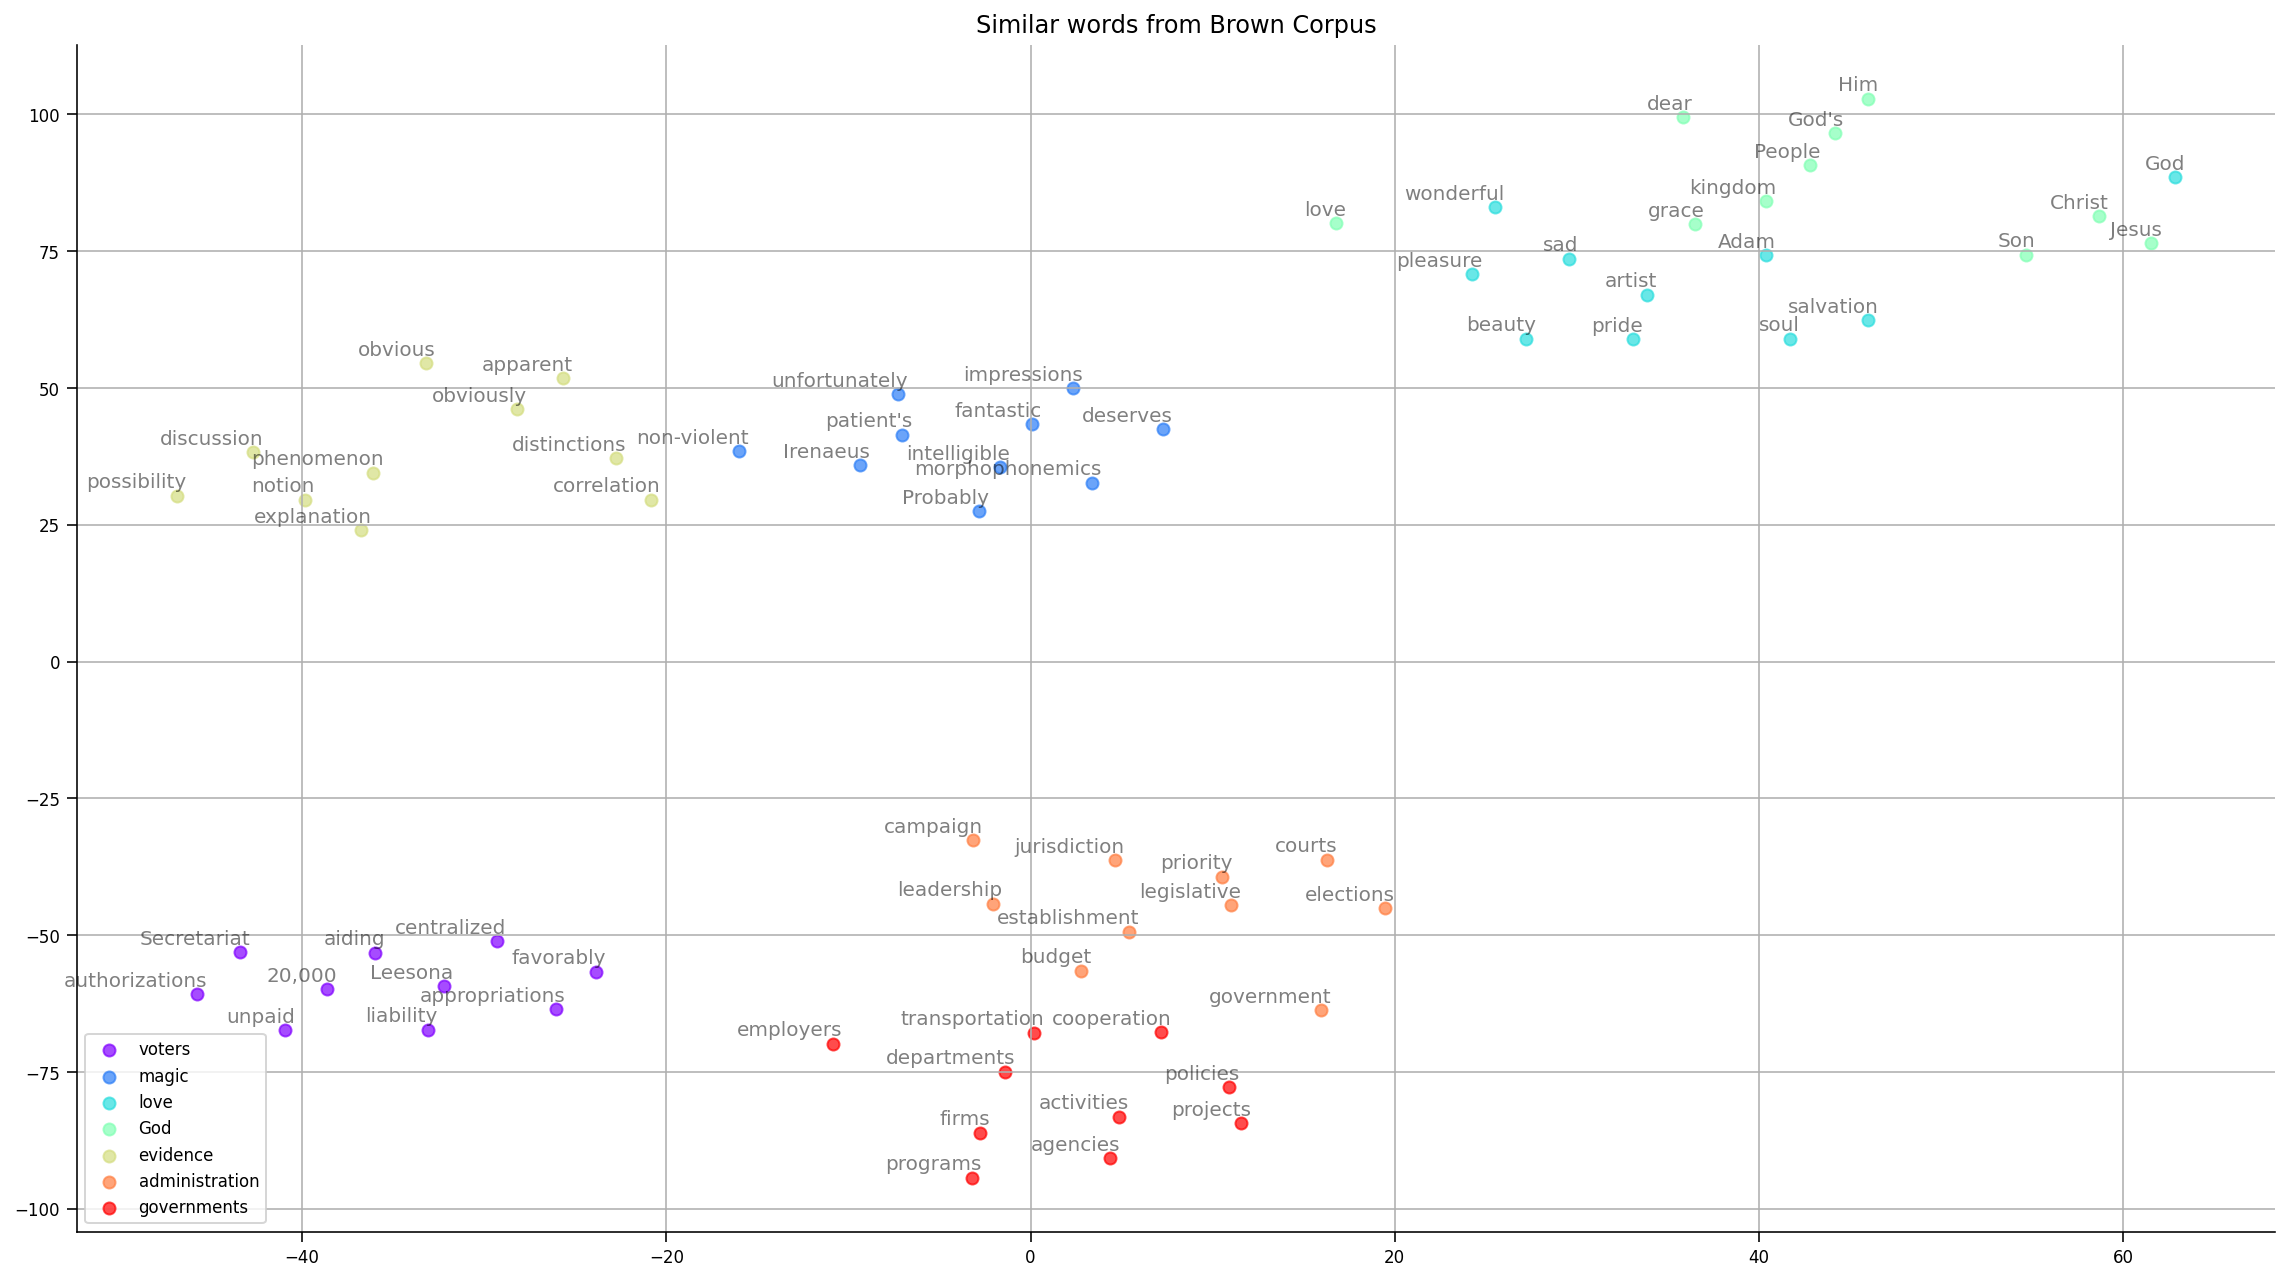 Similar words from Brown Corpus
100
75
50
25
0
−25
−50
−75
−100
−40
−20
0
20
40
60
Him
dear
God's
People
God
kingdom
wonderful
Christ
love
grace
Jesus
Son
Adam
sad
pleasure
artist
salvation
beauty
pride
soul
obvious
apparent
obviously
unfortunately
impressions
fantastic
deserves
patient's
discussion
distinctions
non-violent
Irenaeus
intelligible
phenomenon
morphophonemics
possibility
notion
correlation
Probably
explanation
campaign
jurisdiction
courts
priority
leadership
legislative
elections
establishment
budget
government
Secretariat
aiding
centralized
favorably
authorizations
20,000
Leesona
appropriations
unpaid
liability
employers
transportation
cooperation
departments
policies
activities
projects
firms
agencies
programs
voters
magic
love
God
evidence
administration
governments